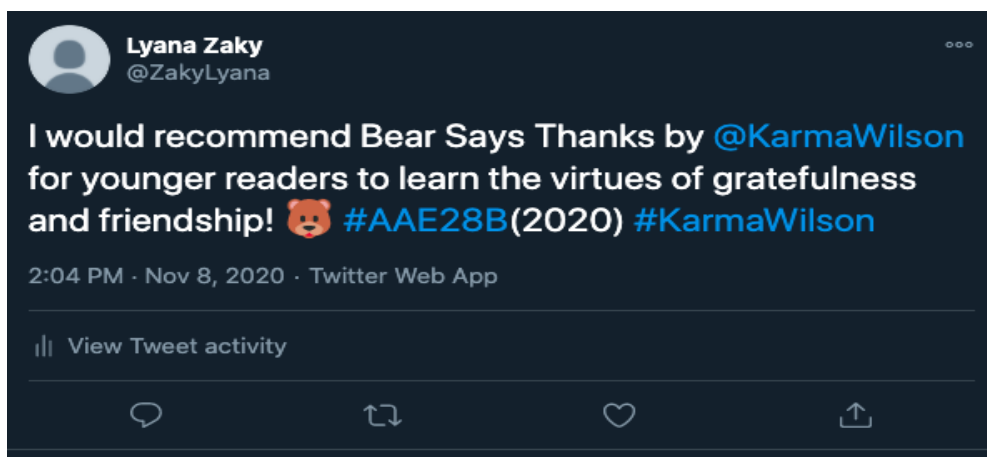 Lyana Zaky
@ZakyLyana
I would recommend Bear Says Thanks by @KarmaWilson
for younger readers to learn the virtues of gratefulness
and friendship! 🐻 #AAE28B(2020) #KarmaWilson
2:04 PM · Nov 8, 2020 · Twitter Web App
View Tweet activity